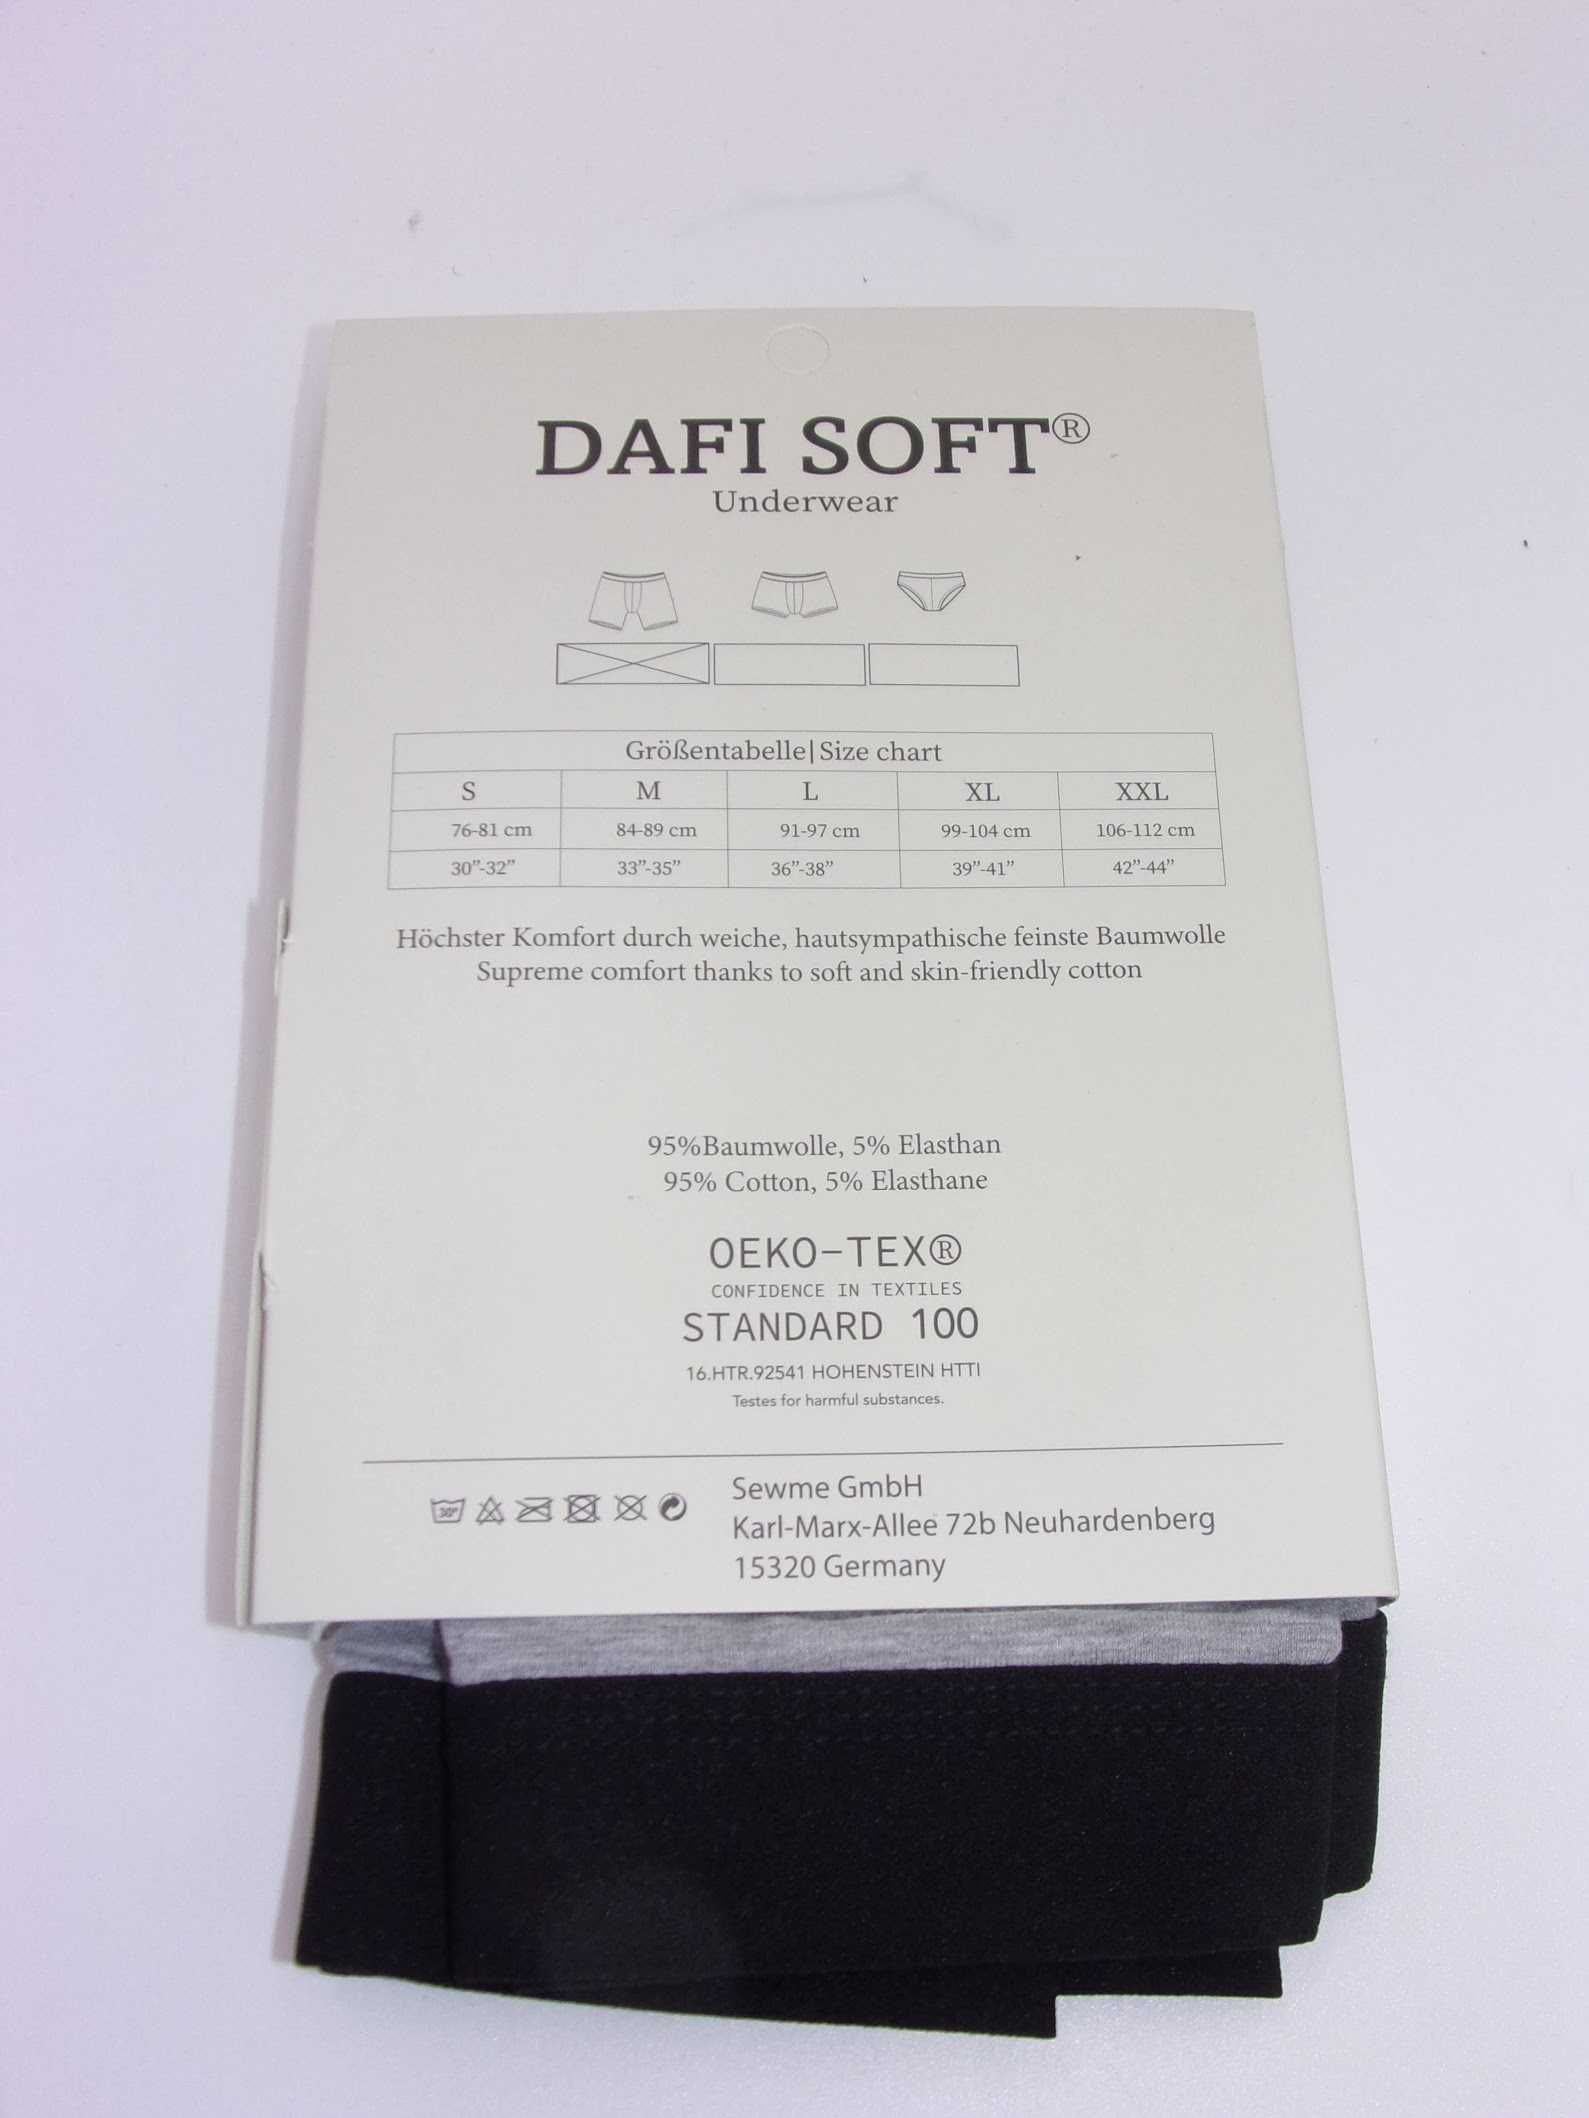 DAFI SOFT®
Underwear
Größentabelle|Size chart
S M L XL XXL
76-81 cm 84-89 cm 91-97 cm 99-104 cm 106-112 cm
30”-32” 33”-35” 36”-38” 39”-41” 42”-44”
Höchster Komfort durch weiche, hautsympathische feinste Baumwolle
Supreme comfort thanks to soft and skin-friendly cotton
95%Baumwolle, 5% Elasthan
95% Cotton, 5% Elasthane
OEKO-TEX®
CONFIDENCE IN TEXTILES
STANDARD 100
16.HTR.92541 HOHENSTEIN HTTI
Testes for harmful substances.
30°
Sewme GmbH
Karl-Marx-Allee 72b Neuhardenberg
15320 Germany